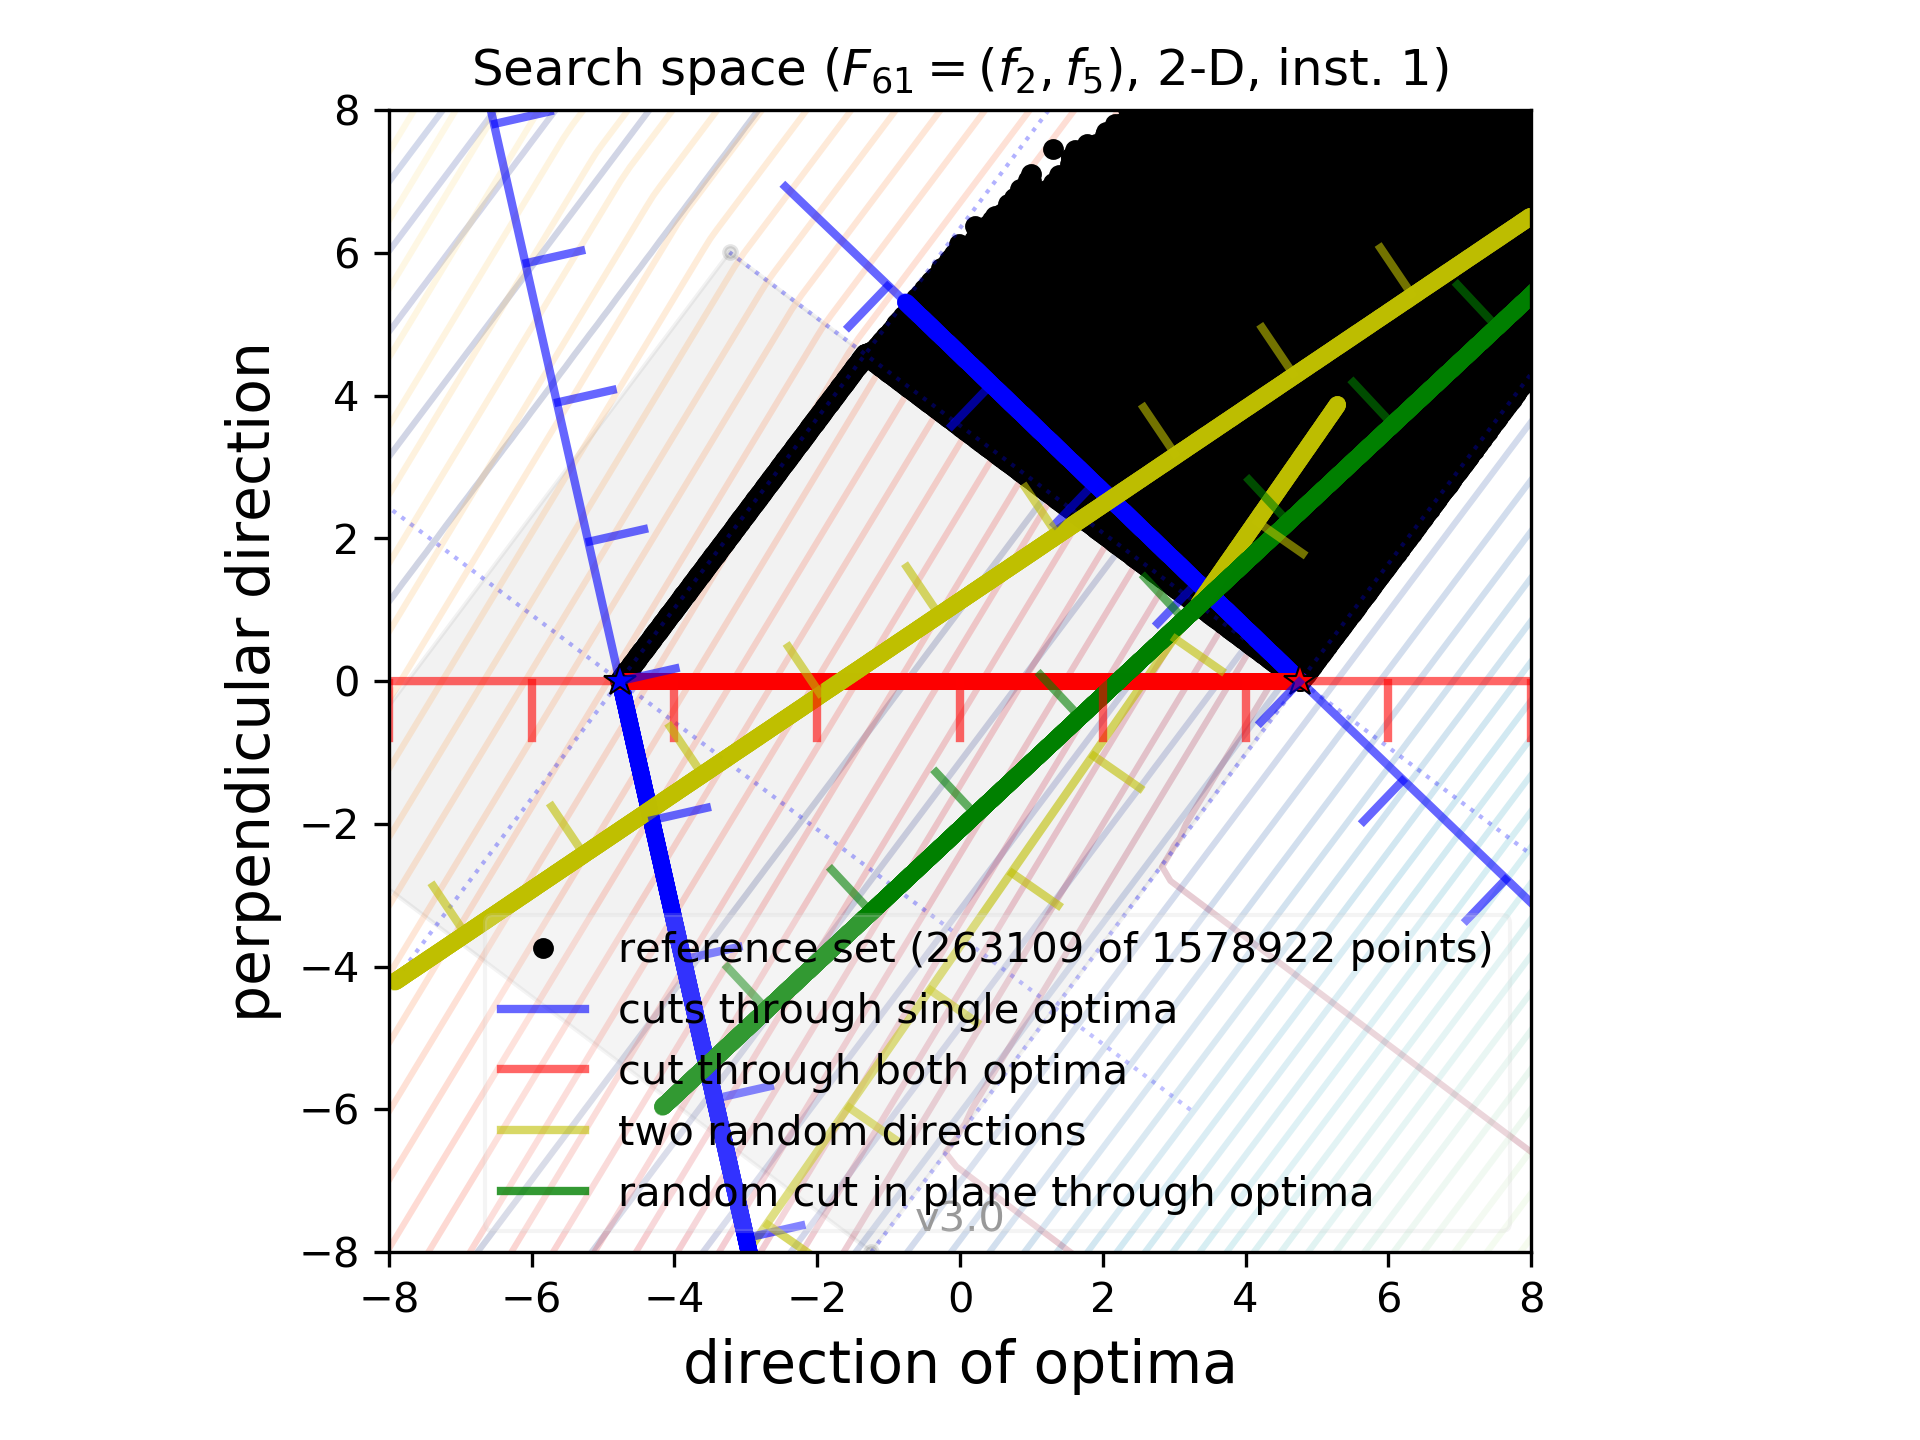 Search space (F61 = (f2, f5), 2-D, inst. 1)
perpendicular direction
8
6
4
2
0
−2
−4
−6
−8
reference set (263109 of 1578922 points)
cuts through single optima
cut through both optima
two random directions
random cut in plane through optima
v3.0
−8 −6 −4 −2 0 2 4 6 8
direction of optima